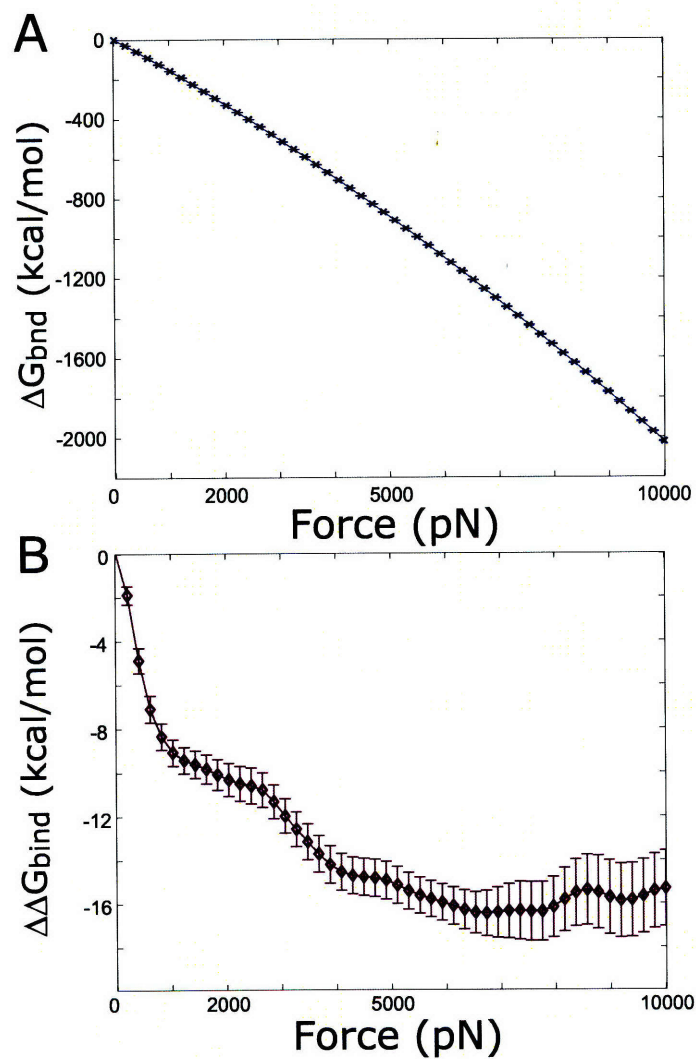 A
0
-400
-800
-1200
-1600
-2000
ΔGbnd (kcal/mol)
0 2000 5000 10000
Force (pN)
B
0
-4
-8
-12
-16
ΔΔGbind (kcal/mol)
0 2000 5000 10000
Force (pN)